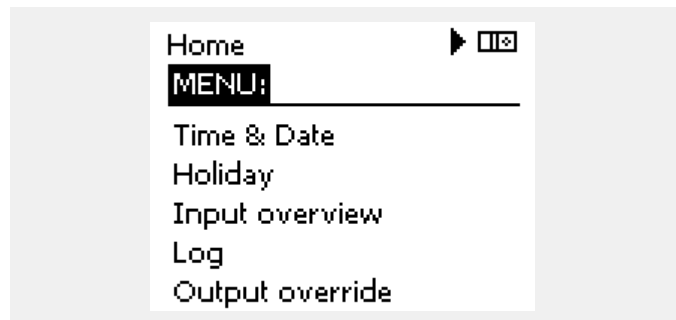 Home
MENU:
Time & Date
Holiday
Input overview
Log
Output override